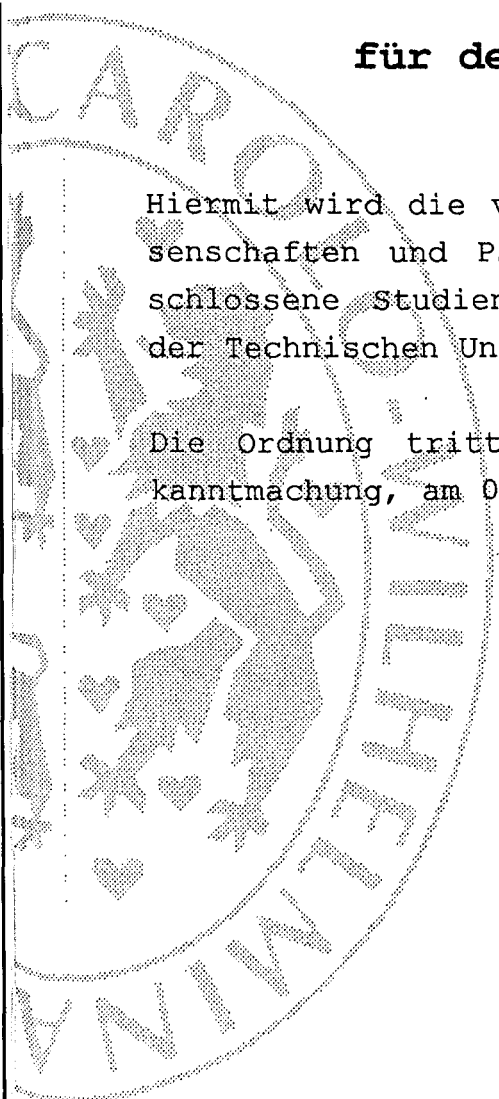 für de
Hiermit wird die v
senschaften und P
schlossene Studien
der Technischen Un
Die Ordnung tritt
kanntmachung, am 0
CAROLO-WILHELMINA